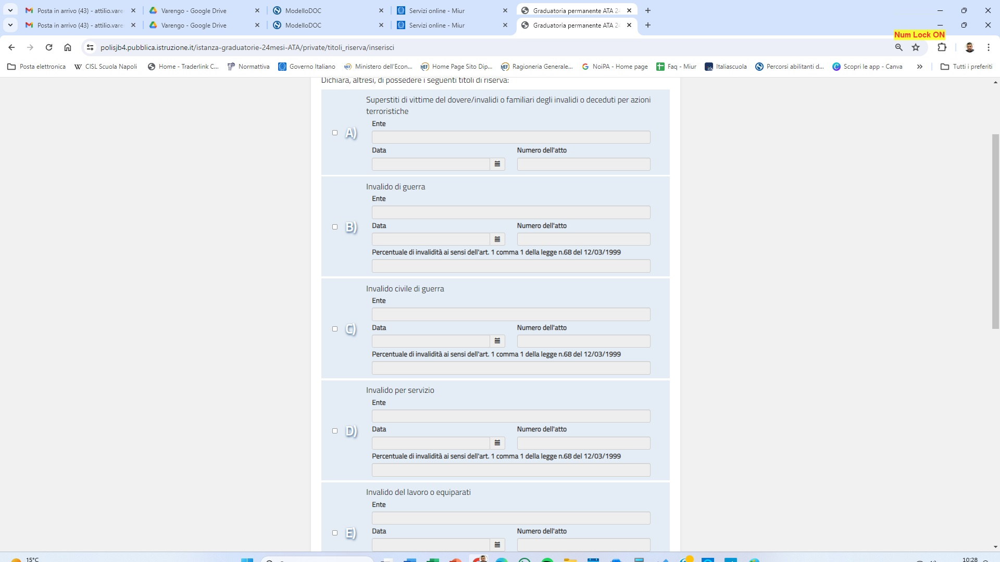 Posta in arrivo (43) - attilio.vare
Varengo - Google Drive
ModelloDOC
Servizi online - Miur
Graduatoria permanente ATA 24
Posta in arrivo (43) - attilio.vare
Varengo - Google Drive
ModelloDOC
Servizi online - Miur
Graduatoria permanente ATA 24
Num Lock ON
polisjb4.pubblica.istruzione.it/istanza-graduatorie-24mesi-ATA/private/titoli_riserva/inserisci
Posta elettronica
CISL Scuola Napoli
Home - Traderlink C...
Normattiva
Governo Italiano
Ministero dell'Econ...
Home Page Sito Dip...
Ragioneria Generale...
NoiPA - Home page
Faq - Miur
Italiascuola
Percorsi abilitanti d...
Scopri le app - Canva
Tutti i preferiti
Dichiara, altresì, di possedere i seguenti titoli di riserva:
Superstiti di vittime del dovere/invalidi o familiari degli invalidi o deceduti per azioni
terroristiche
Ente
A)
Data
Numero dell'atto
Invalido di guerra
Ente
B)
Data
Numero dell'atto
Percentuale di invalidità ai sensi dell'art. 1 comma 1 della legge n.68 del 12/03/1999
Invalido civile di guerra
Ente
C)
Data
Numero dell'atto
Percentuale di invalidità ai sensi dell'art. 1 comma 1 della legge n.68 del 12/03/1999
Invalido per servizio
Ente
D)
Data
Numero dell'atto
Percentuale di invalidità ai sensi dell'art. 1 comma 1 della legge n.68 del 12/03/1999
Invalido del lavoro o equiparati
Ente
E)
Data
Numero dell'atto
15°C
10:28